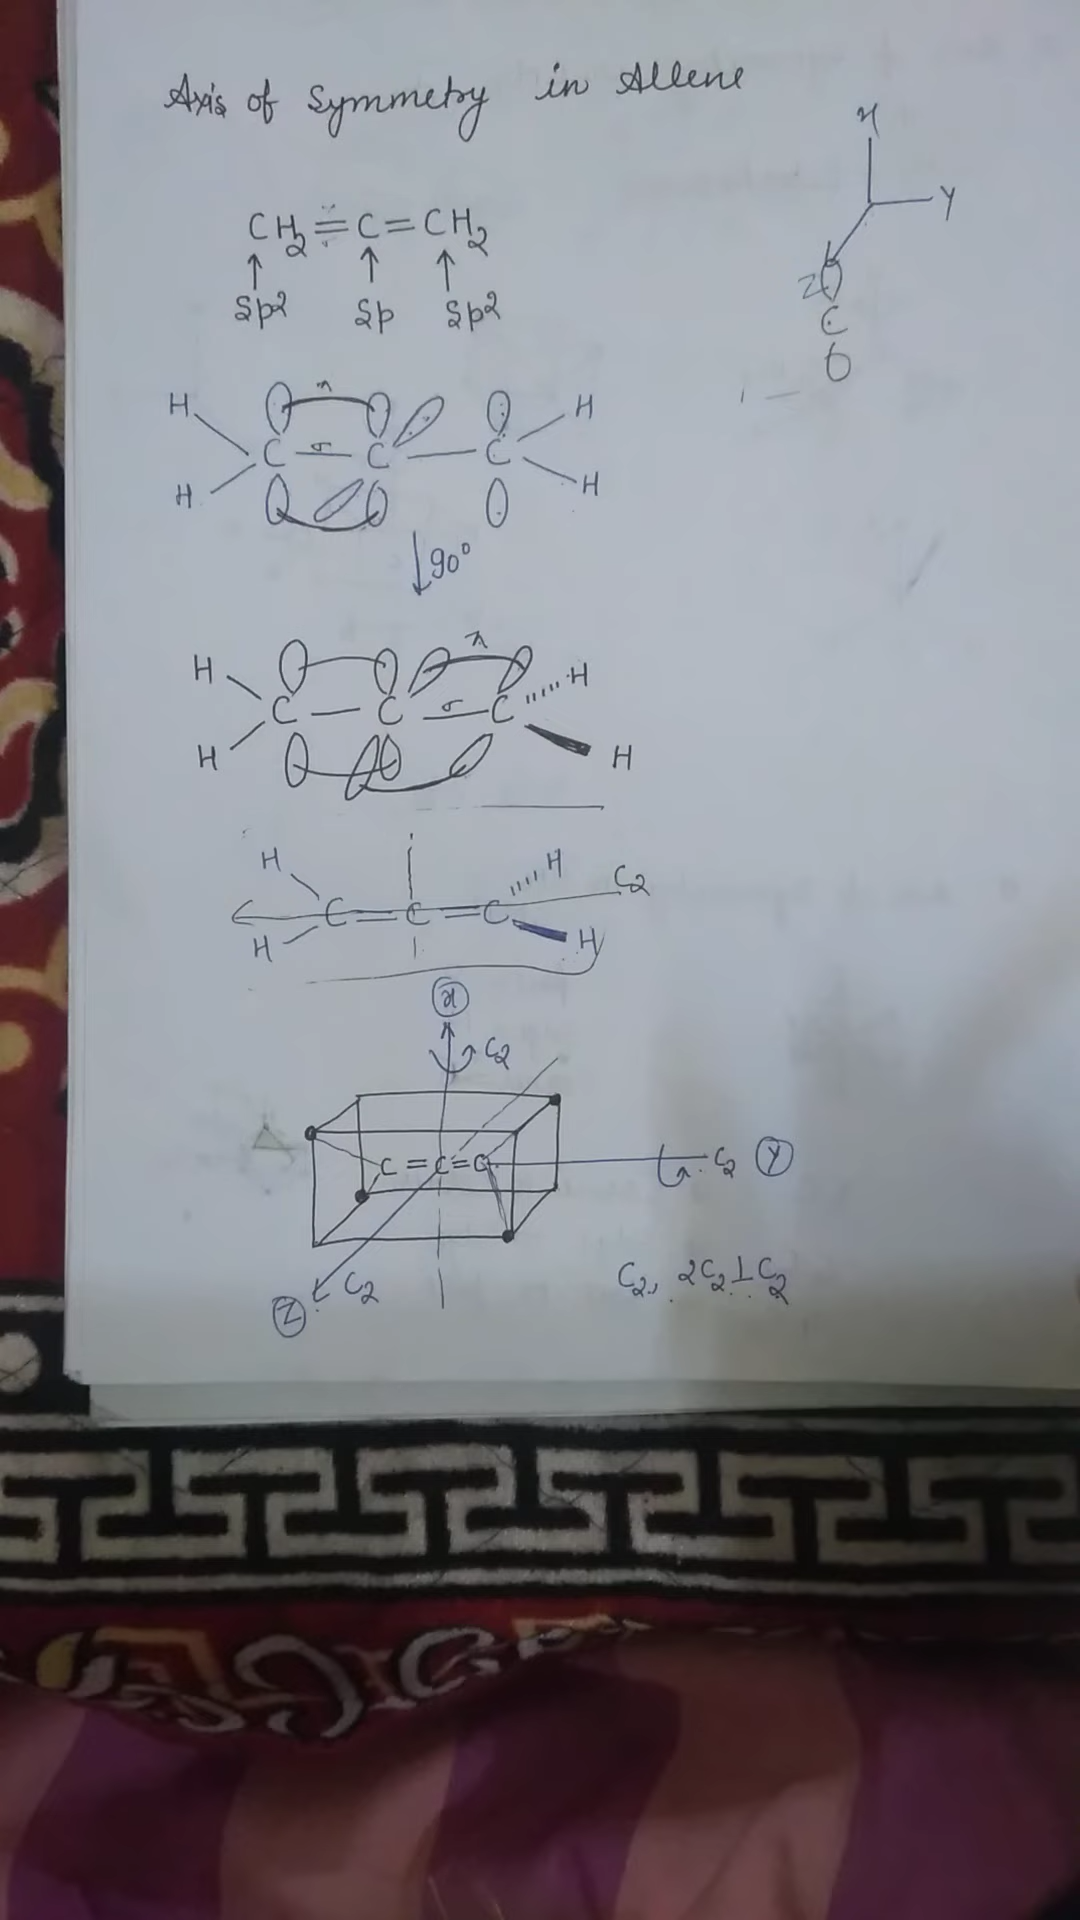 Axis of Symmetry in Allene
x
Y
Z
CH2=C=CH2
Sp2 Sp Sp2
C
H π H
C σ C C
H H
90°
H π H
C C σ C
H H
H H C2
C=C=C
H H
x
C2
C=C=C C2 Y
C2
Z
C2, 2C2⊥C2